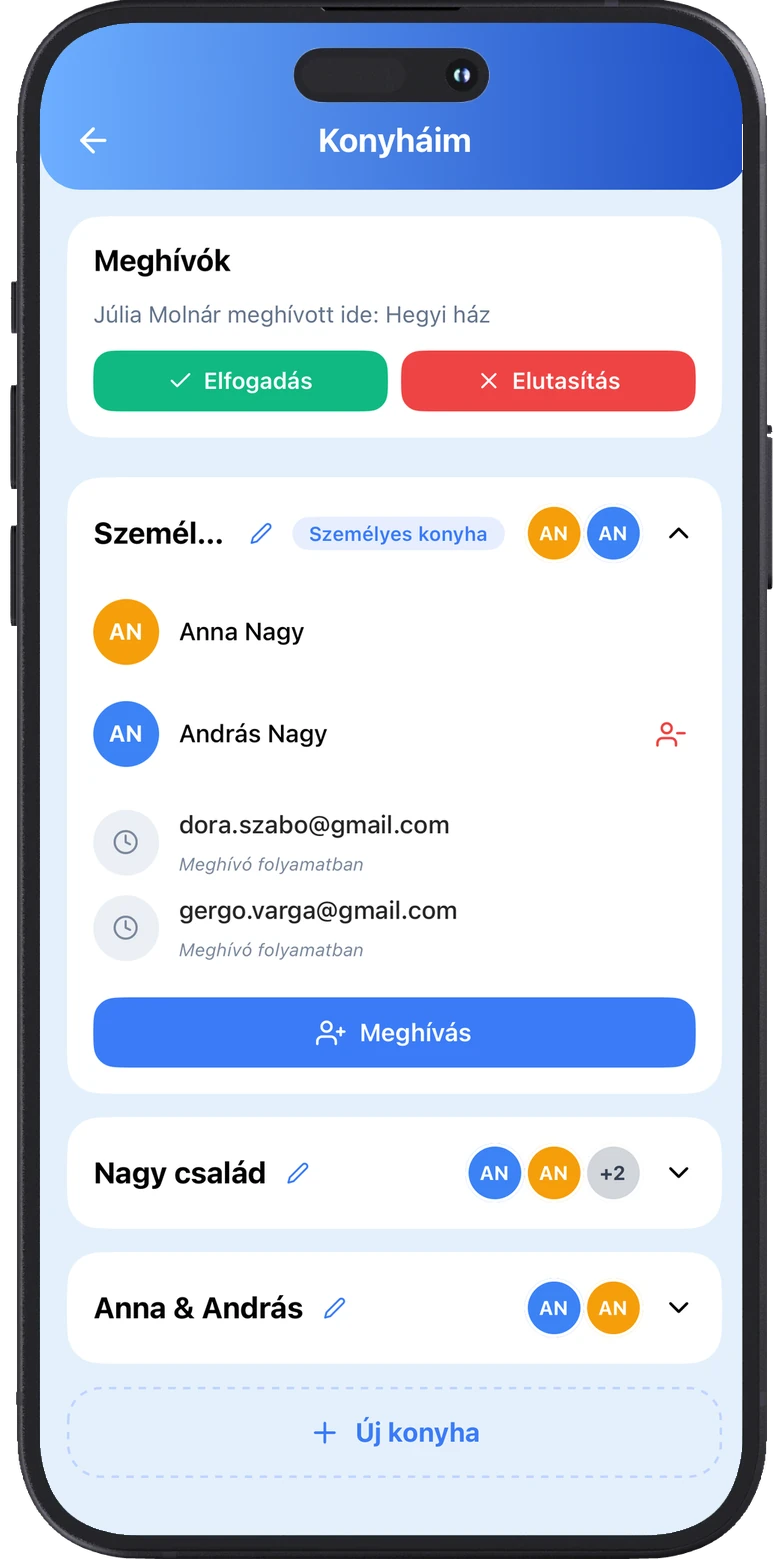 Konyháim
Meghívók
Júlia Molnár meghívott ide: Hegyi ház
Elfogadás
Elutasítás
Személ...
Személyes konyha
AN
AN
AN
Anna Nagy
AN
András Nagy
dora.szabo@gmail.com
Meghívó folyamatban
gergo.varga@gmail.com
Meghívó folyamatban
Meghívás
Nagy család
AN
AN
+2
Anna & András
AN
AN
Új konyha